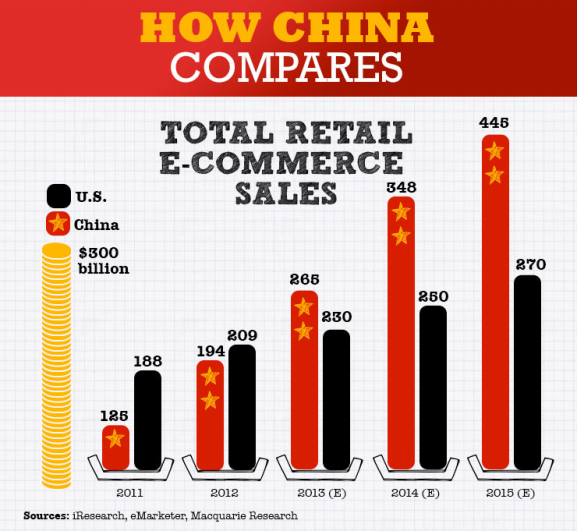 HOW CHINA
COMPARES
TOTAL RETAIL
E-COMMERCE
SALES
U.S.
China
$300
billion
125
188
194
209
265
230
348
250
445
270
2011
2012
2013 (E)
2014 (E)
2015 (E)
Sources: iResearch, eMarketer, Macquarie Research